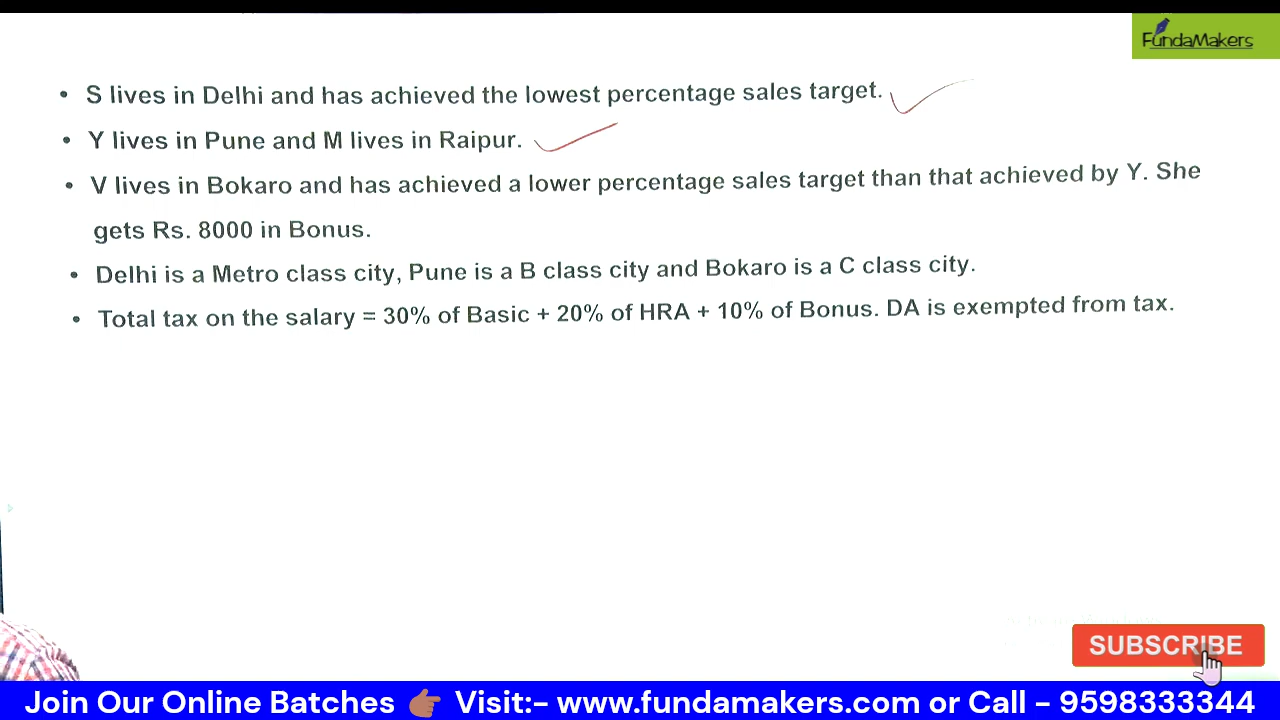 FundaMakers
• S lives in Delhi and has achieved the lowest percentage sales target.
• Y lives in Pune and M lives in Raipur.
• V lives in Bokaro and has achieved a lower percentage sales target than that achieved by Y. She
gets Rs. 8000 in Bonus.
• Delhi is a Metro class city, Pune is a B class city and Bokaro is a C class city.
• Total tax on the salary = 30% of Basic + 20% of HRA + 10% of Bonus. DA is exempted from tax.
SUBSCRIBE
Join Our Online Batches 👉🏾 Visit:- www.fundamakers.com or Call - 9598333344